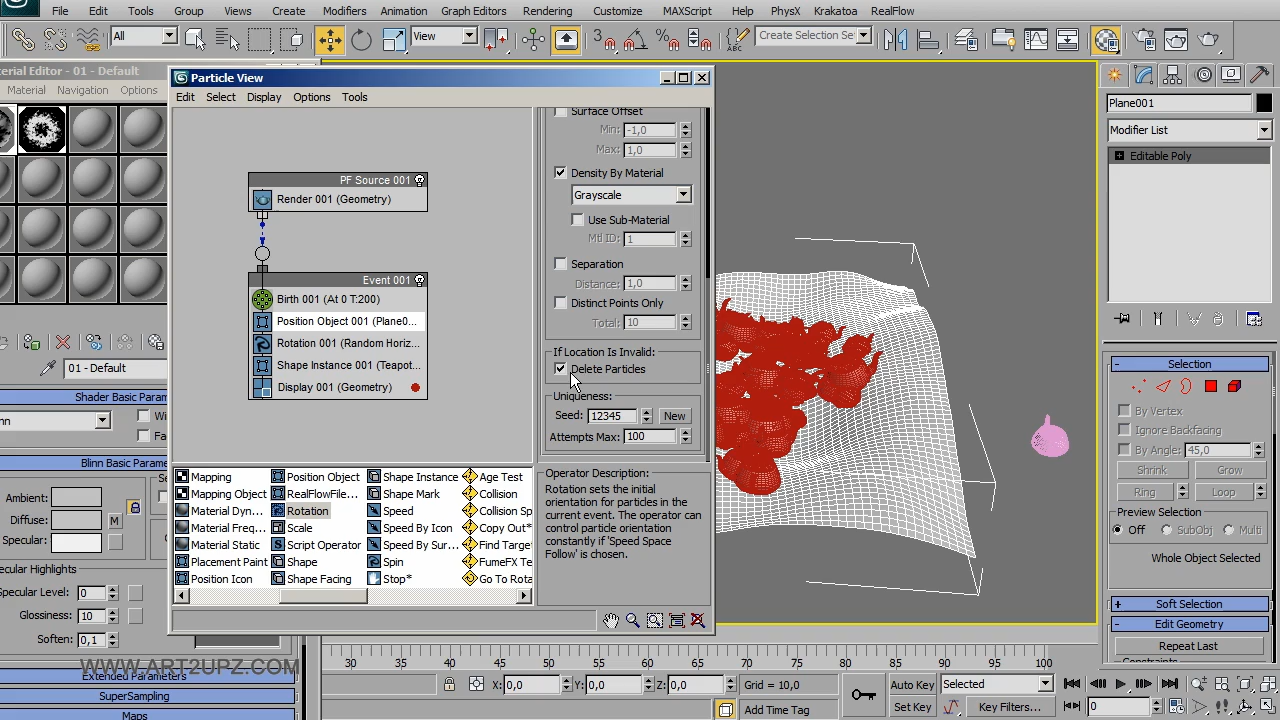 File Edit Tools Group Views Create Modifiers Animation Graph Editors Rendering Customize MAXScript Help PhysX Krakatoa RealFlow
All View 3 Create Selection Se
Material Editor - 01 - Default
Material Navigation Options
01 - Default
Shader Basic Param
Blinn Basic Parame
Ambient:
Diffuse: M
Specular:
Specular Highlights
Specular Level: 0
Glossiness: 10
Soften: 0,1
WWW.ART2UPZ.COM
Extended Parameters
SuperSampling
Maps
Particle View
Edit Select Display Options Tools
PF Source 001
Render 001 (Geometry)
Event 001
Birth 001 (At 0 T:200)
Position Object 001 (Plane0...
Rotation 001 (Random Horiz...
Shape Instance 001 (Teapot...
Display 001 (Geometry)
Surface Offset
Min: -1,0
Max: 1,0
Density By Material
Grayscale
Use Sub-Material
Mtl ID: 1
Separation
Distance: 1,0
Distinct Points Only
Total: 10
If Location Is Invalid:
Delete Particles
Uniqueness:
Seed: 12345 New
Attempts Max: 100
Mapping Position Object Shape Instance Age Test
Mapping Object RealFlowFile... Shape Mark Collision
Material Dyn... Rotation Speed Collision Sp
Material Freq... Scale Speed By Icon Copy Out*
Material Static Script Operator Speed By Sur... Find Target
Placement Paint Shape Spin FumeFX Te
Position Icon Shape Facing Stop* Go To Rota
Operator Description:
Rotation sets the initial
orientation for particles in the
current event. The operator can
control particle orientation
constantly if 'Speed Space
Follow' is chosen.
Plane001
Modifier List
Editable Poly
Selection
By Vertex
Ignore Backfacing
By Angle: 45,0
Shrink Grow
Ring Loop
Preview Selection
Off SubObj Multi
Whole Object Selected
Soft Selection
Edit Geometry
Repeat Last
Constraints
30 35 40 45 50 55 60 65 70 75 80 85 90 95 100
X: 0,0 Y: 0,0 Z: 0,0 Grid = 10,0
Add Time Tag
Auto Key Selected
Set Key Key Filters...
0